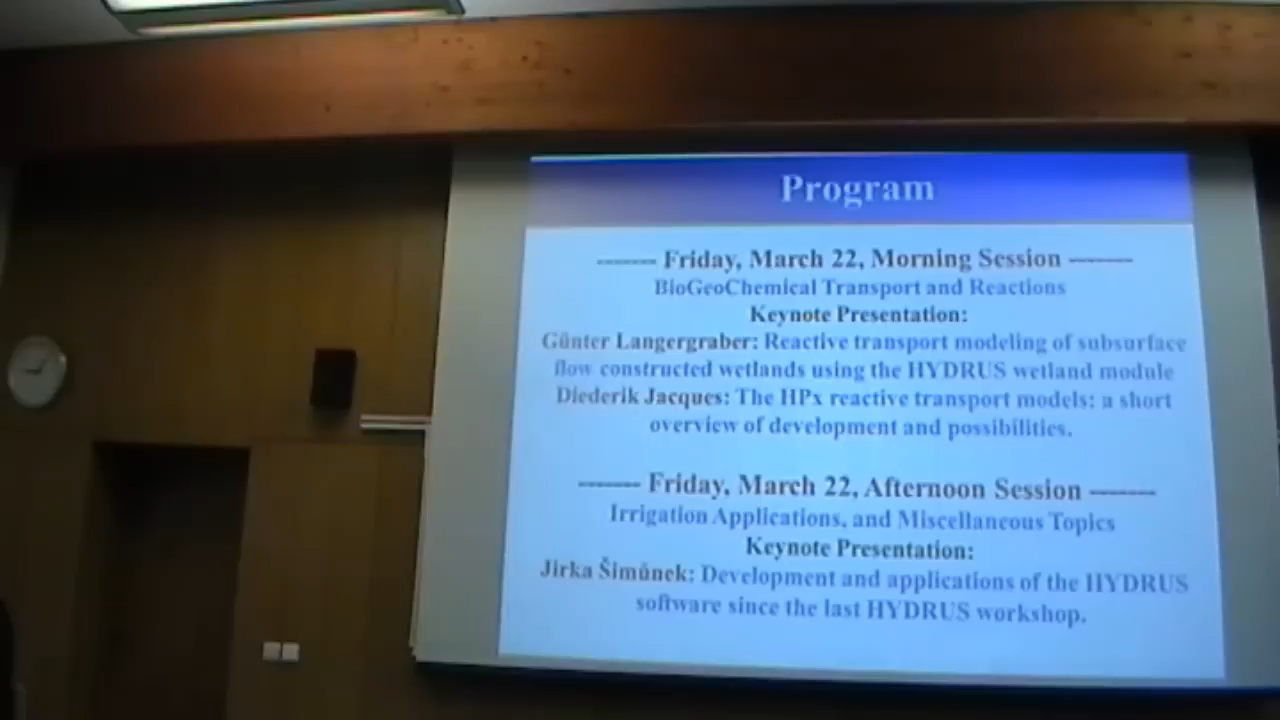 Program
------- Friday, March 22, Morning Session -------
BioGeoChemical Transport and Reactions
Keynote Presentation:
Günter Langergraber: Reactive transport modeling of subsurface
flow constructed wetlands using the HYDRUS wetland module
Diederik Jacques: The HPx reactive transport models: a short
overview of development and possibilities.
------- Friday, March 22, Afternoon Session -------
Irrigation Applications, and Miscellaneous Topics
Keynote Presentation:
Jirka Šimůnek: Development and applications of the HYDRUS
software since the last HYDRUS workshop.